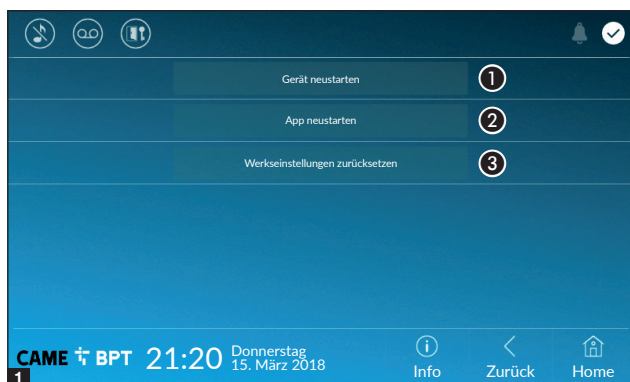 Gerät neustarten
1
App neustarten
2
Werkseinstellungen zurücksetzen
3
CAME BPT 21:20 Donnerstag
15. März 2018
Info
Zurück
Home
1